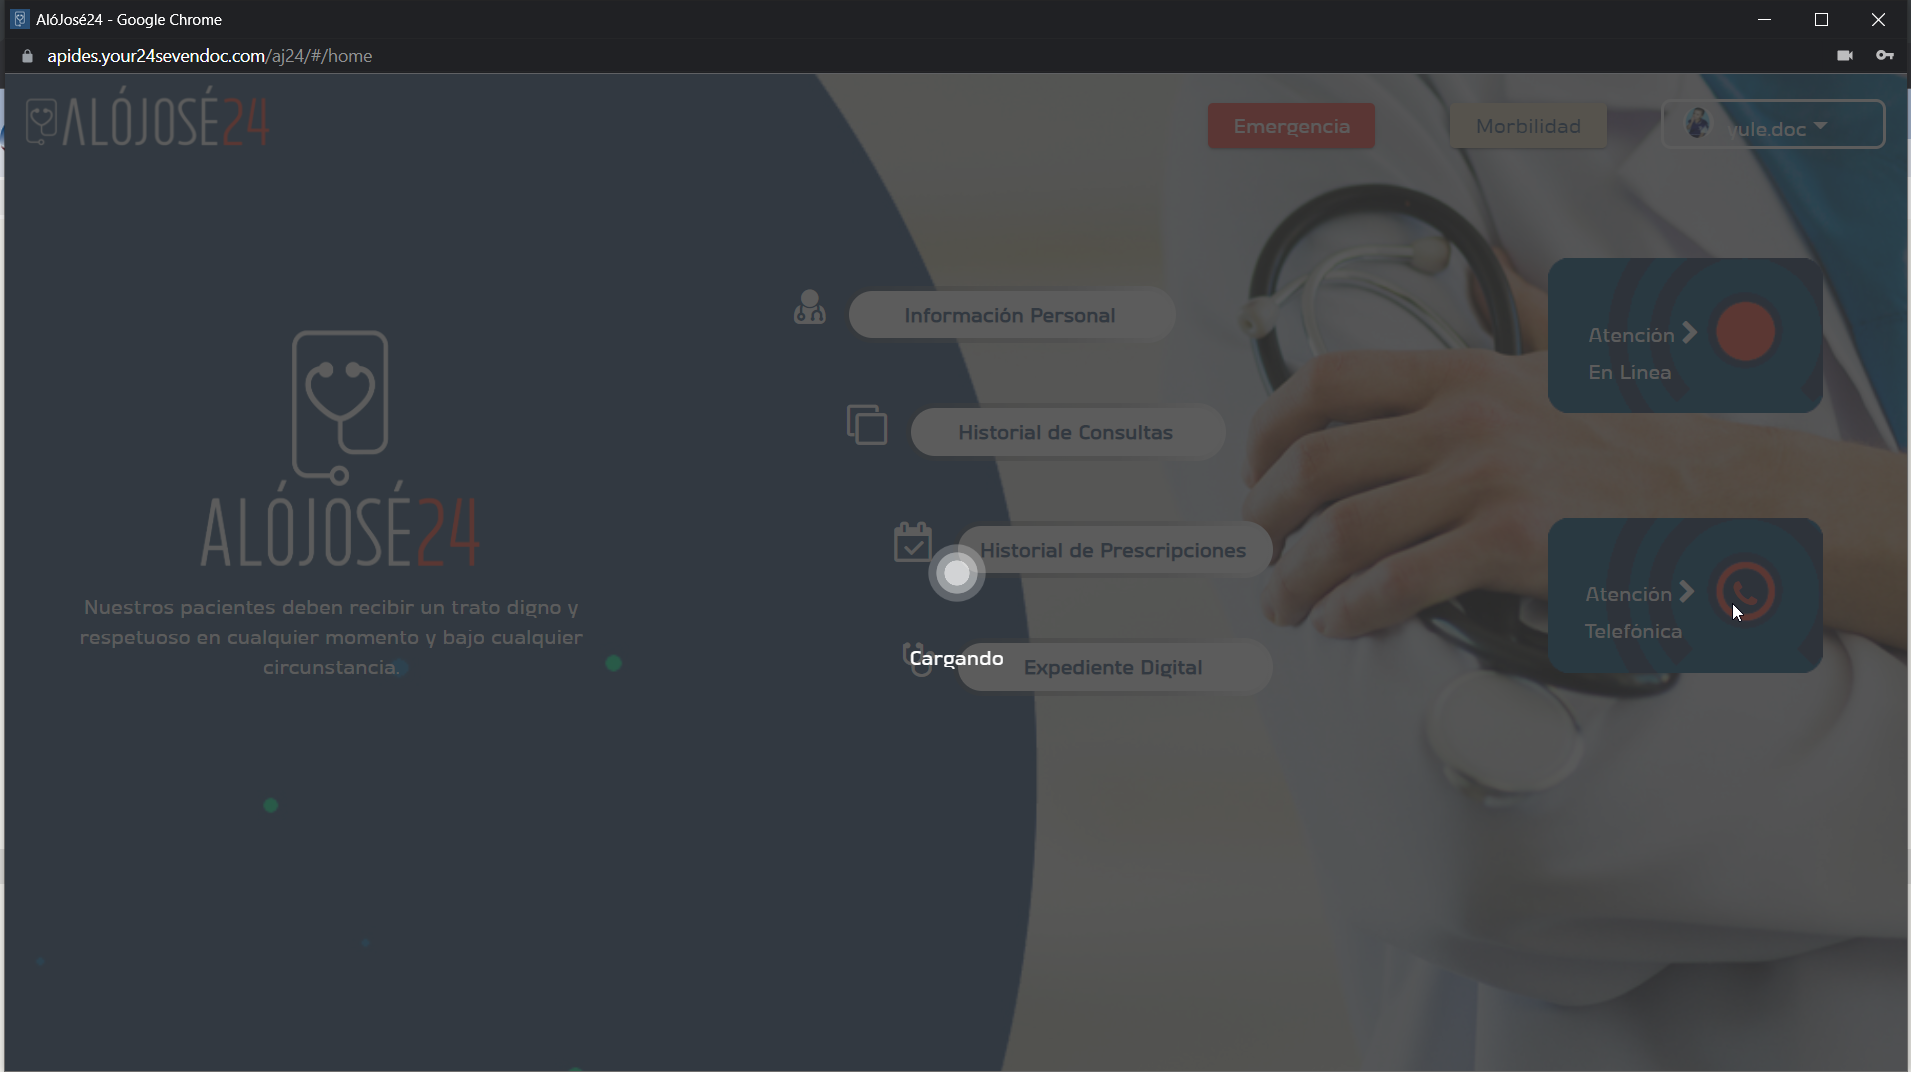 AlóJosé24 - Google Chrome
apides.your24sevendoc.com/aj24/#/home
ALÓJOSÉ24
Emergencia
Morbilidad
yule.doc
Información Personal
Historial de Consultas
Historial de Prescripciones
Expediente Digital
Cargando
ALÓJOSÉ24
Nuestros pacientes deben recibir un trato digno y
respetuoso en cualquier momento y bajo cualquier
circunstancia.
Atención
En Linea
Atención
Telefónica